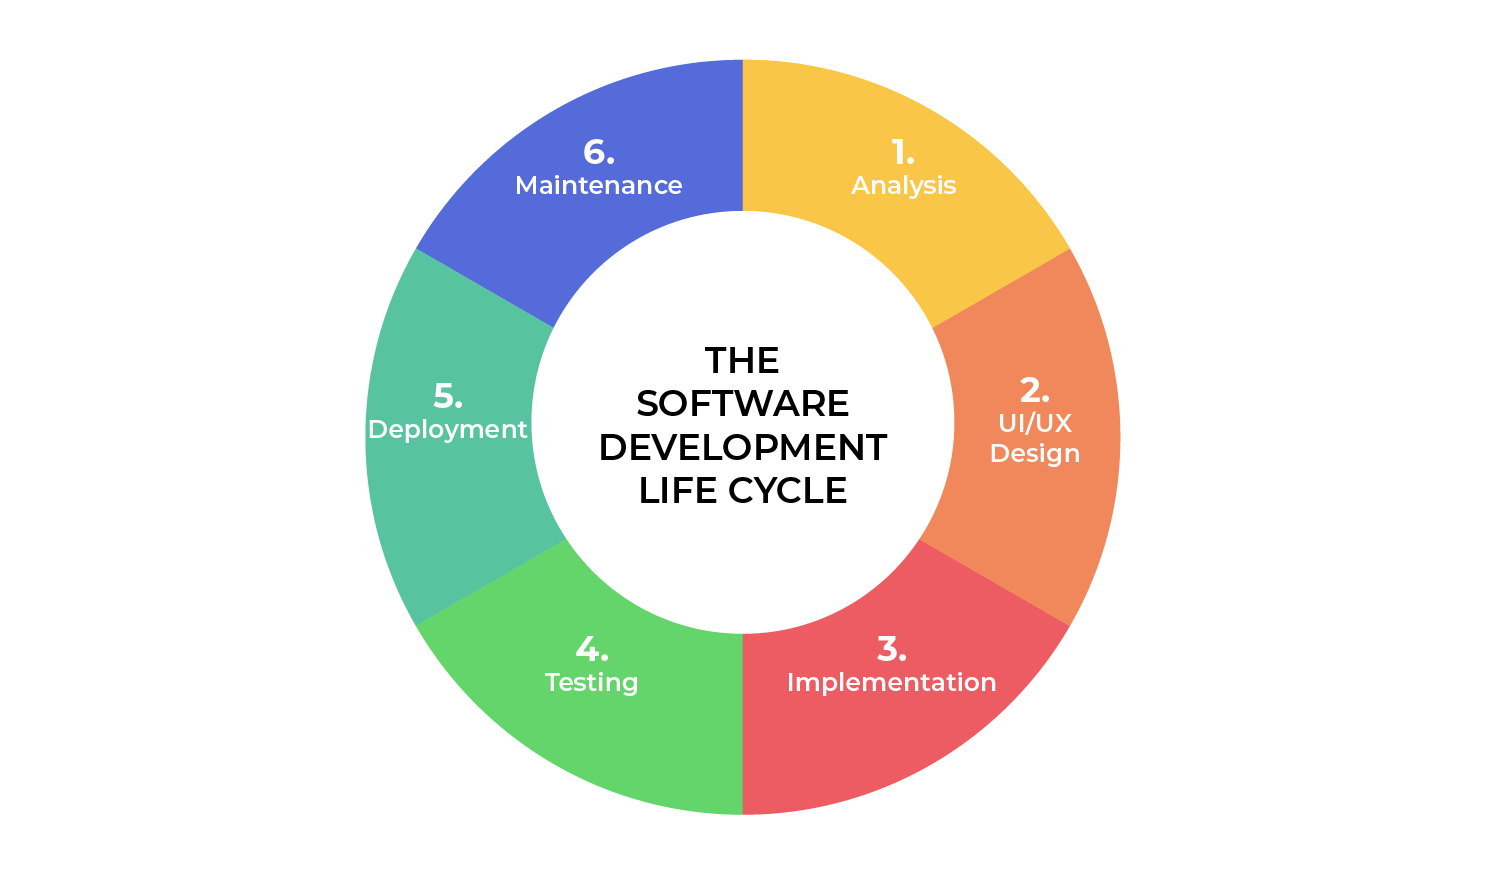 THE
SOFTWARE
DEVELOPMENT
LIFE CYCLE
1.
Analysis
2.
UI/UX
Design
3.
Implementation
4.
Testing
5.
Deployment
6.
Maintenance